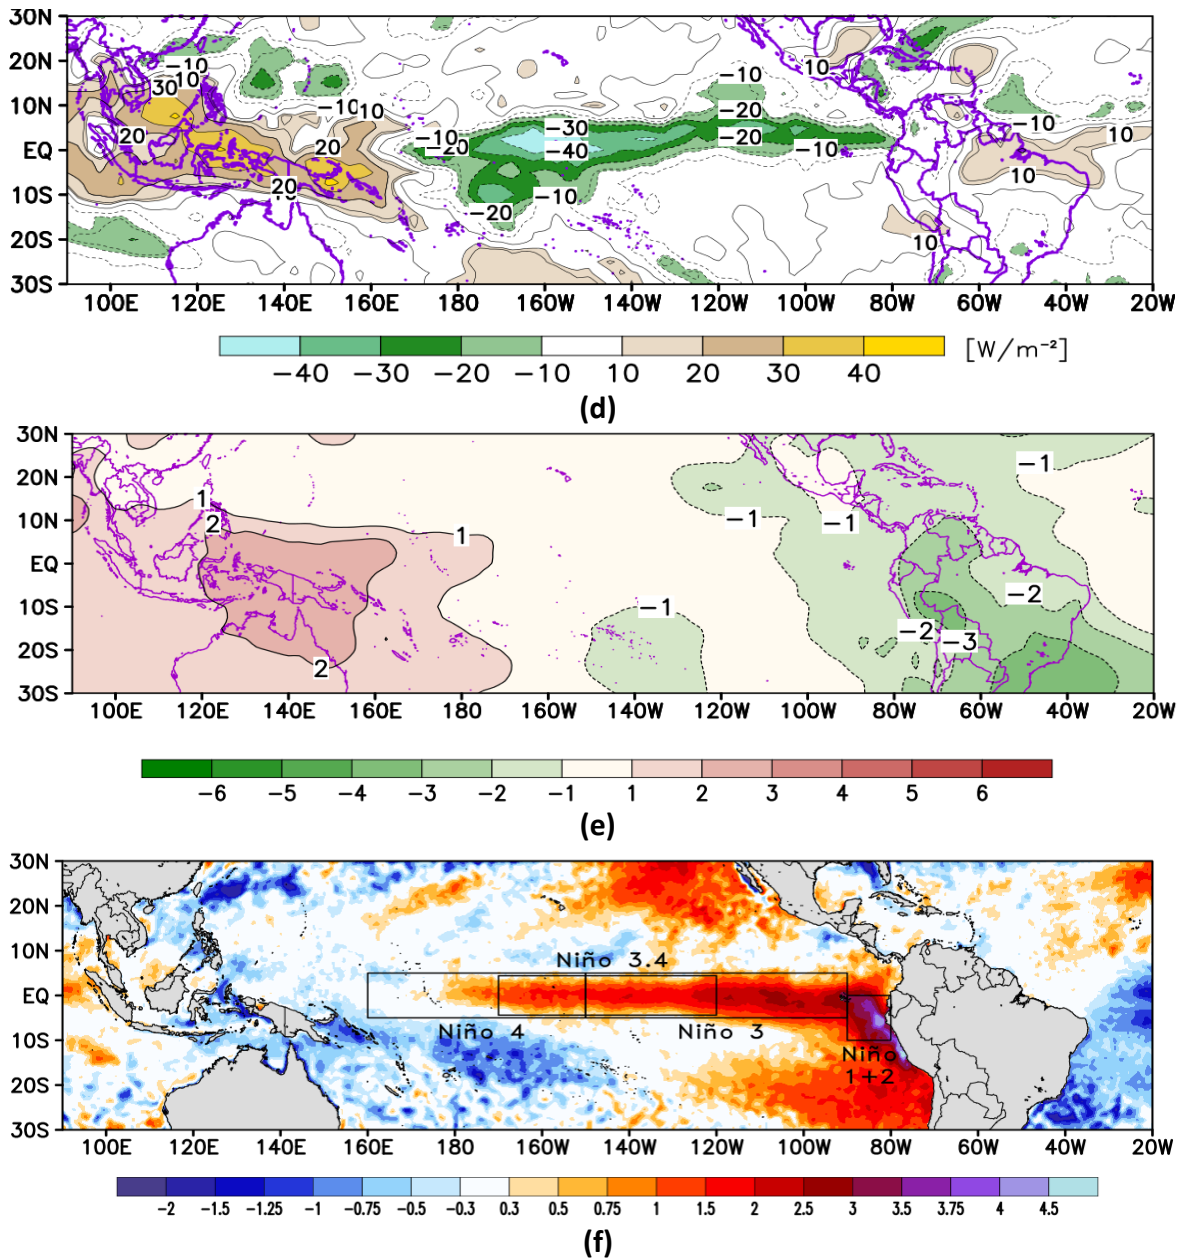 30N
20N
10N
EQ
10S
20S
30S
−10
10
−30
−10
10
20
20
20
−10
−20
−30
−40
−20
−10
−10
−20
−20
−10
10
−10
10
10
10
100E 120E 140E 160E 180 160W 140W 120W 100W 80W 60W 40W 20W
−40 −30 −20 −10 10 20 30 40
[W/m⁻²]
(d)
30N
20N
10N
EQ
10S
20S
30S
1
2
1
2
−1
−1
−1
−1
−2
−2
−3
100E 120E 140E 160E 180 160W 140W 120W 100W 80W 60W 40W 20W
−6 −5 −4 −3 −2 −1 1 2 3 4 5 6
(e)
30N
20N
10N
EQ
10S
20S
30S
Niño 3.4
Niño 4
Niño 3
Niño
1+2
100E 120E 140E 160E 180 160W 140W 120W 100W 80W 60W 40W 20W
−2 −1.5 −1.25 −1 −0.75 −0.5 −0.3 0.3 0.5 0.75 1 1.5 2 2.5 3 3.5 3.75 4 4.5
(f)